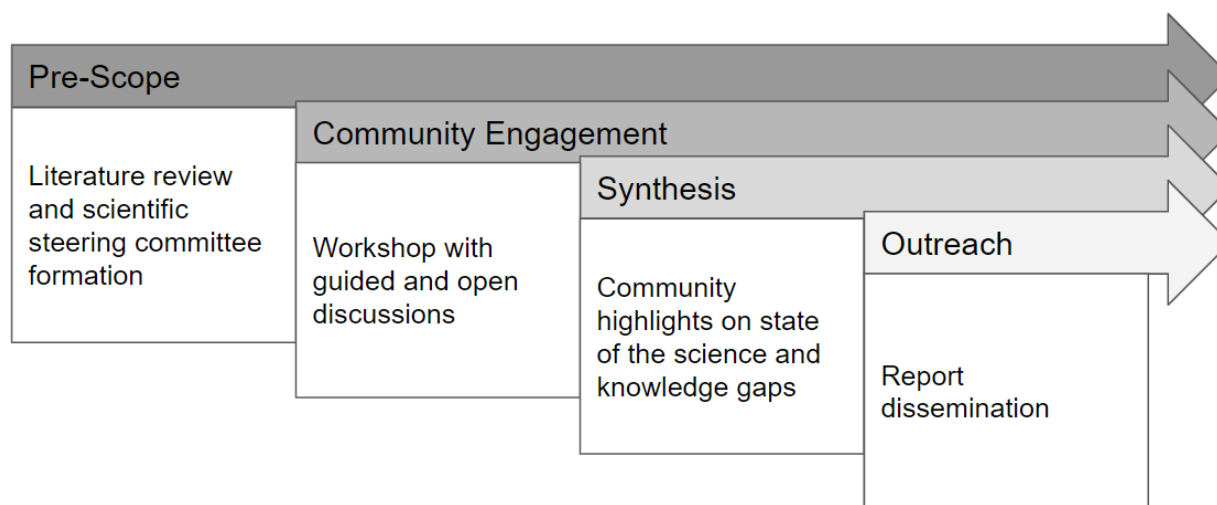 Pre-Scope
Literature review
and scientific
steering committee
formation
Community Engagement
Workshop with
guided and open
discussions
Synthesis
Community
highlights on state
of the science and
knowledge gaps
Outreach
Report
dissemination